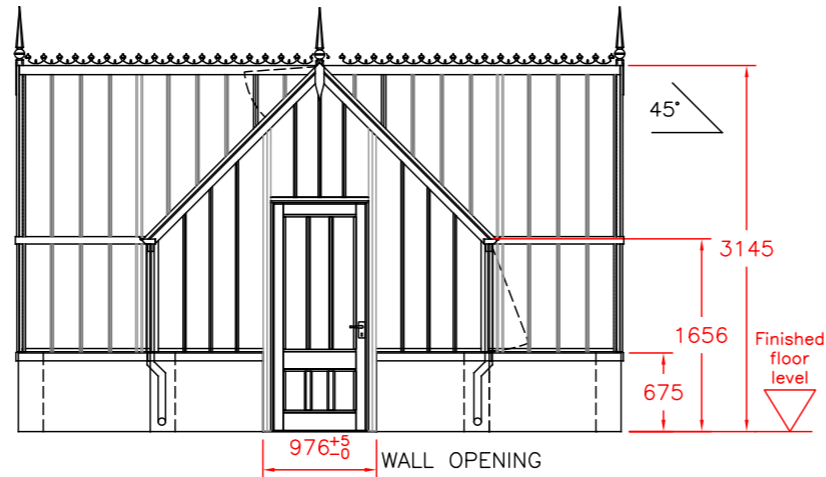 45°
3145
1656
Finished
floor
level
675
976+5-0
WALL OPENING